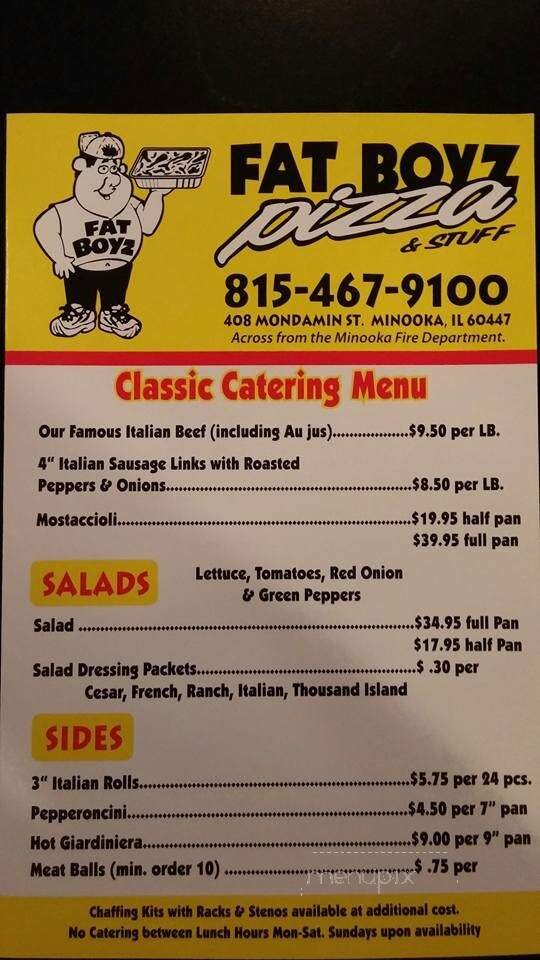 FAT BOYZ
pizza
& STUFF
FAT
BOYZ
815-467-9100
408 MONDAMIN ST. MINOOKA, IL 60447
Across from the Minooka Fire Department.
Classic Catering Menu
Our Famous Italian Beef (including Au jus)..................$9.50 per LB.
4“ Italian Sausage Links with Roasted
Peppers & Onions..................$8.50 per LB.
Mostaccioli..................$19.95 half pan
$39.95 full pan
SALADS
Lettuce, Tomatoes, Red Onion
& Green Peppers
Salad ..................$34.95 full Pan
$17.95 half Pan
Salad Dressing Packets..................$ .30 per
Cesar, French, Ranch, Italian, Thousand Island
SIDES
3“ Italian Rolls..................$5.75 per 24 pcs.
Pepperoncini..................$4.50 per 7” pan
Hot Giardiniera..................$9.00 per 9” pan
Meat Balls (min. order 10) ..................$ .75 per
menupix
Chaffing Kits with Racks & Stenos available at additional cost.
No Catering between Lunch Hours Mon-Sat. Sundays upon availability